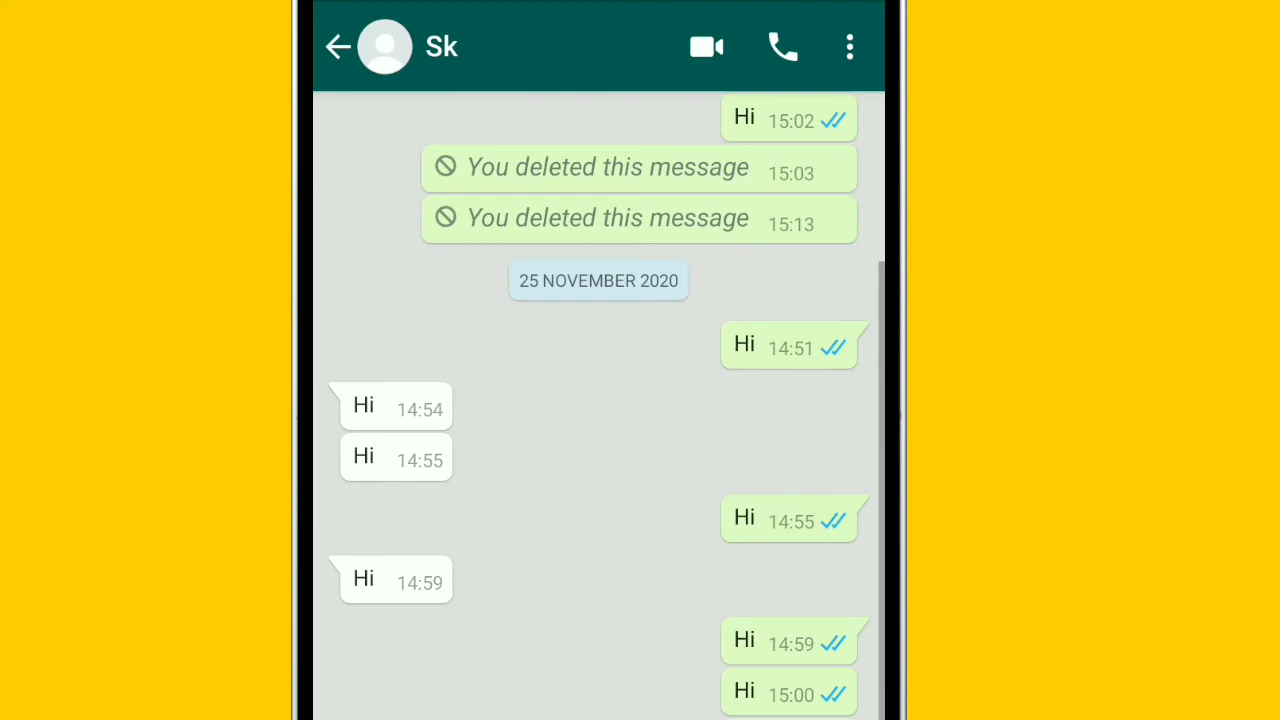 Sk
Hi 15:02
You deleted this message 15:03
You deleted this message 15:13
25 NOVEMBER 2020
Hi 14:51
Hi 14:54
Hi 14:55
Hi 14:55
Hi 14:59
Hi 14:59
Hi 15:00